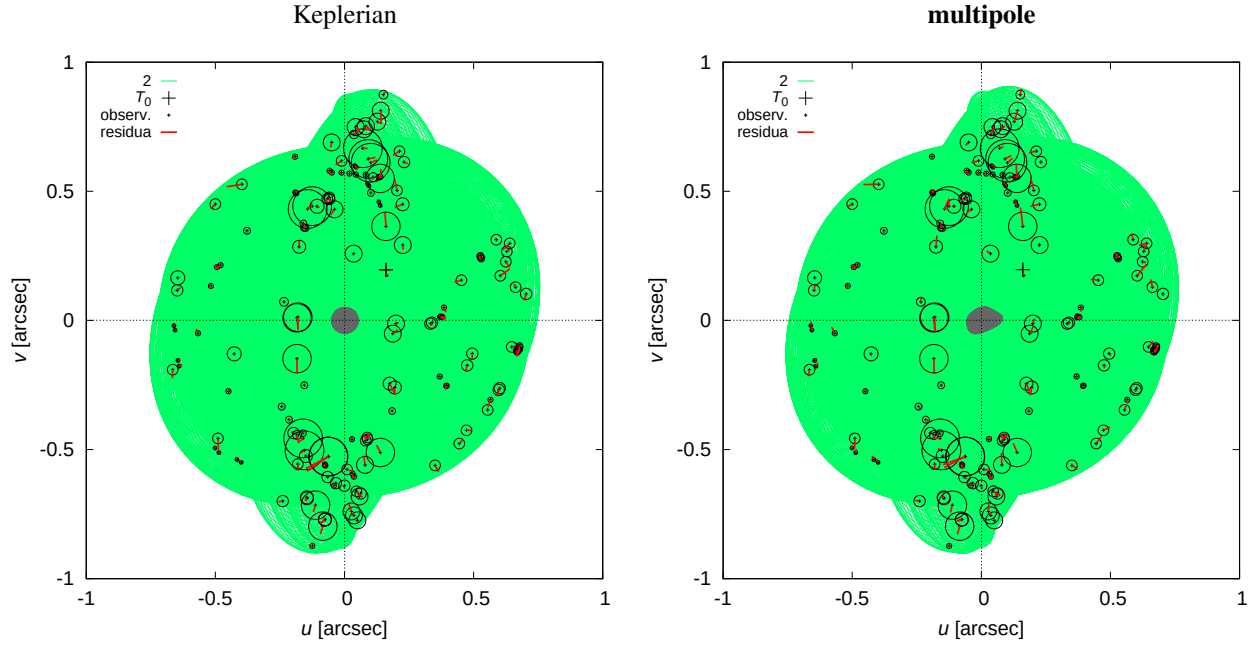 Keplerian
multipole
1
0.5
0
-0.5
-1
-1
-0.5
0
0.5
1
v [arcsec]
u [arcsec]
2
T0
observ.
residua
1
0.5
0
-0.5
-1
-1
-0.5
0
0.5
1
v [arcsec]
u [arcsec]
2
T0
observ.
residua